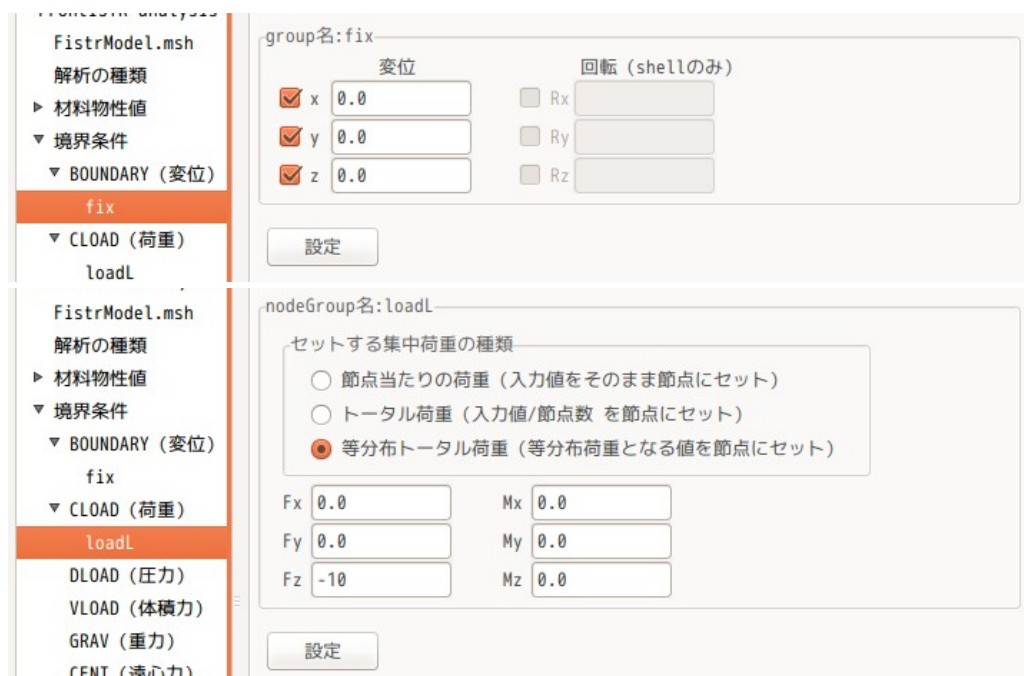 FistrModel.msh
解析の種類
材料物性値
境界条件
BOUNDARY (変位)
fix
CLOAD (荷重)
loadL
group名:fix
変位
回転 (shellのみ)
x 0.0
Rx
y 0.0
Ry
z 0.0
Rz
設定
FistrModel.msh
解析の種類
材料物性値
境界条件
BOUNDARY (変位)
fix
CLOAD (荷重)
loadL
DLOAD (圧力)
VLOAD (体積力)
GRAV (重力)
CENT (遠心力)
nodeGroup名:loadL
セットする集中荷重の種類
節点当たりの荷重 (入力値をそのまま節点にセット)
トータル荷重 (入力値/節点数 を節点にセット)
等分布トータル荷重 (等分布荷重となる値を節点にセット)
Fx 0.0
Mx 0.0
Fy 0.0
My 0.0
Fz -10
Mz 0.0
設定